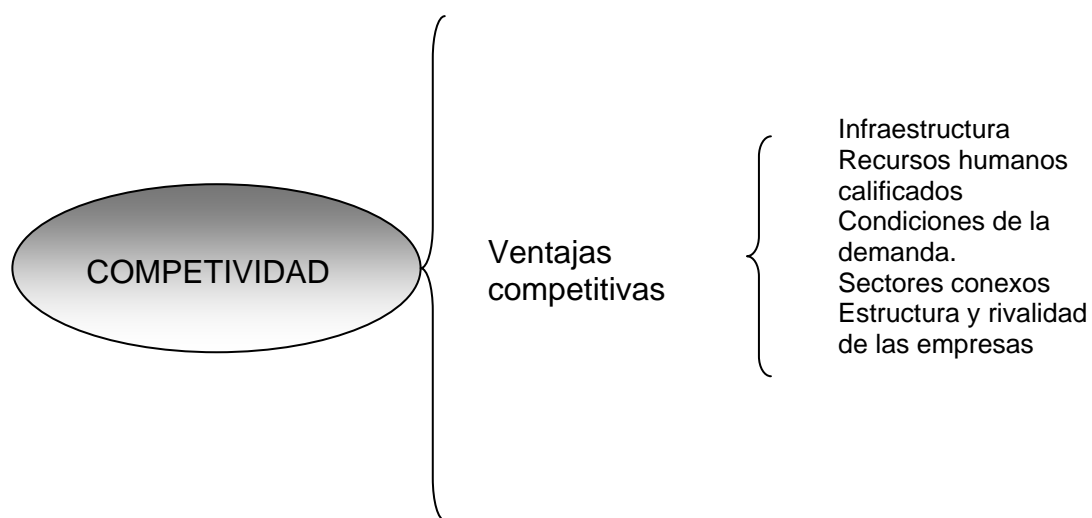 COMPETIVIDAD
Ventajas
competitivas
Infraestructura
Recursos humanos
calificados
Condiciones de la
demanda.
Sectores conexos
Estructura y rivalidad
de las empresas